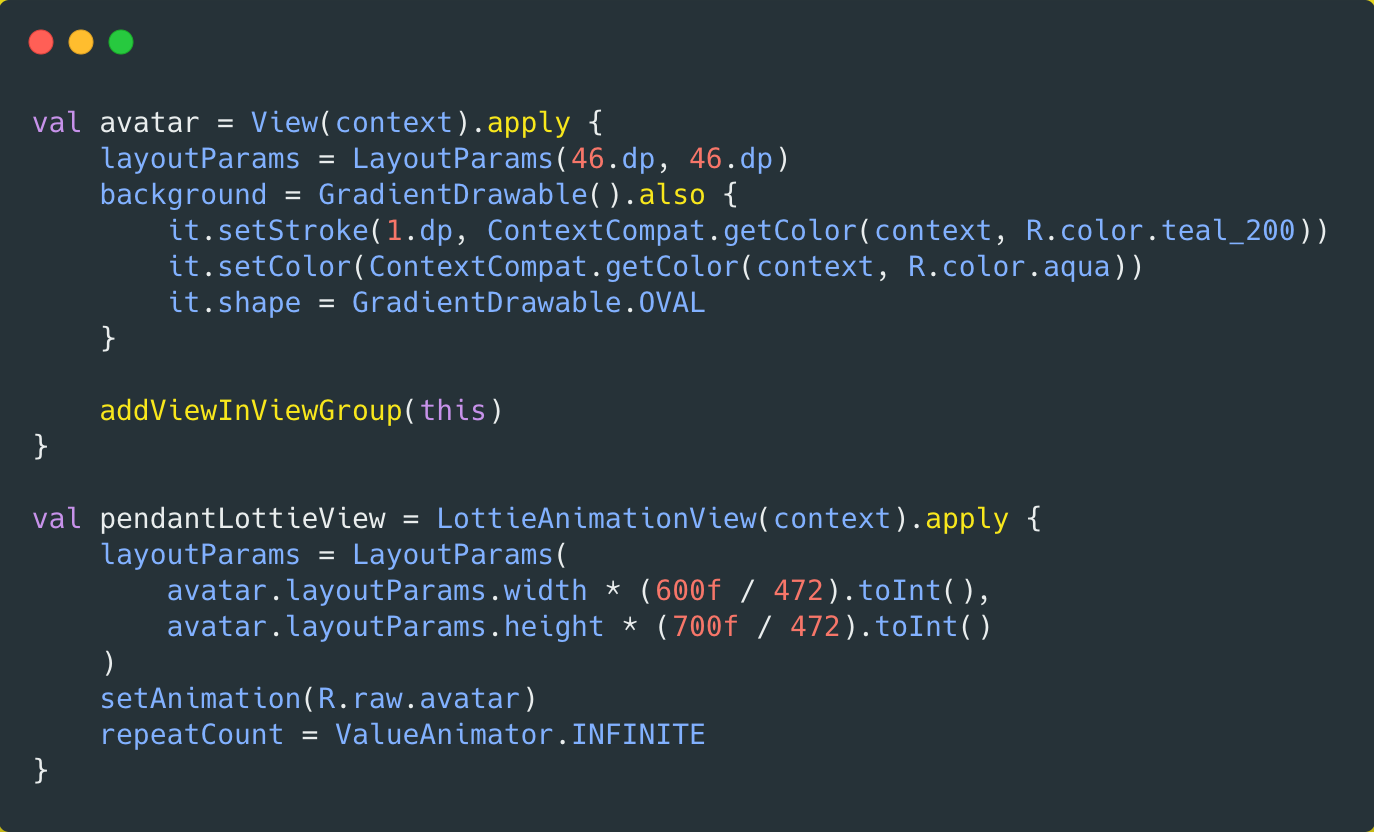 val avatar = View(context).apply {
    layoutParams = LayoutParams(46.dp, 46.dp)
    background = GradientDrawable().also {
        it.setStroke(1.dp, ContextCompat.getColor(context, R.color.teal_200))
        it.setColor(ContextCompat.getColor(context, R.color.aqua))
        it.shape = GradientDrawable.OVAL
    }

    addViewInViewGroup(this)
}

val pendantLottieView = LottieAnimationView(context).apply {
    layoutParams = LayoutParams(
        avatar.layoutParams.width * (600f / 472).toInt(),
        avatar.layoutParams.height * (700f / 472).toInt()
    )
    setAnimation(R.raw.avatar)
    repeatCount = ValueAnimator.INFINITE
}